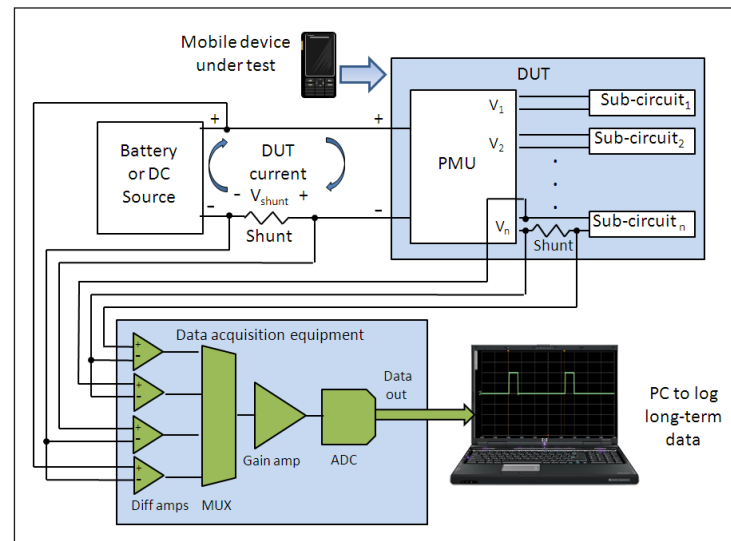 Mobile device
under test
DUT
+
+
V1
Sub-circuit1
Battery
or DC
Source
DUT
current
PMU
V2
Sub-circuit2
.
.
.
-
- Vshunt +
-
Shunt
Vn
Sub-circuit n
Shunt
Data acquisition equipment
+
-
+
-
+
-
+
-
Data
out
PC to log
long-term
data
Gain amp
ADC
Diff amps
MUX